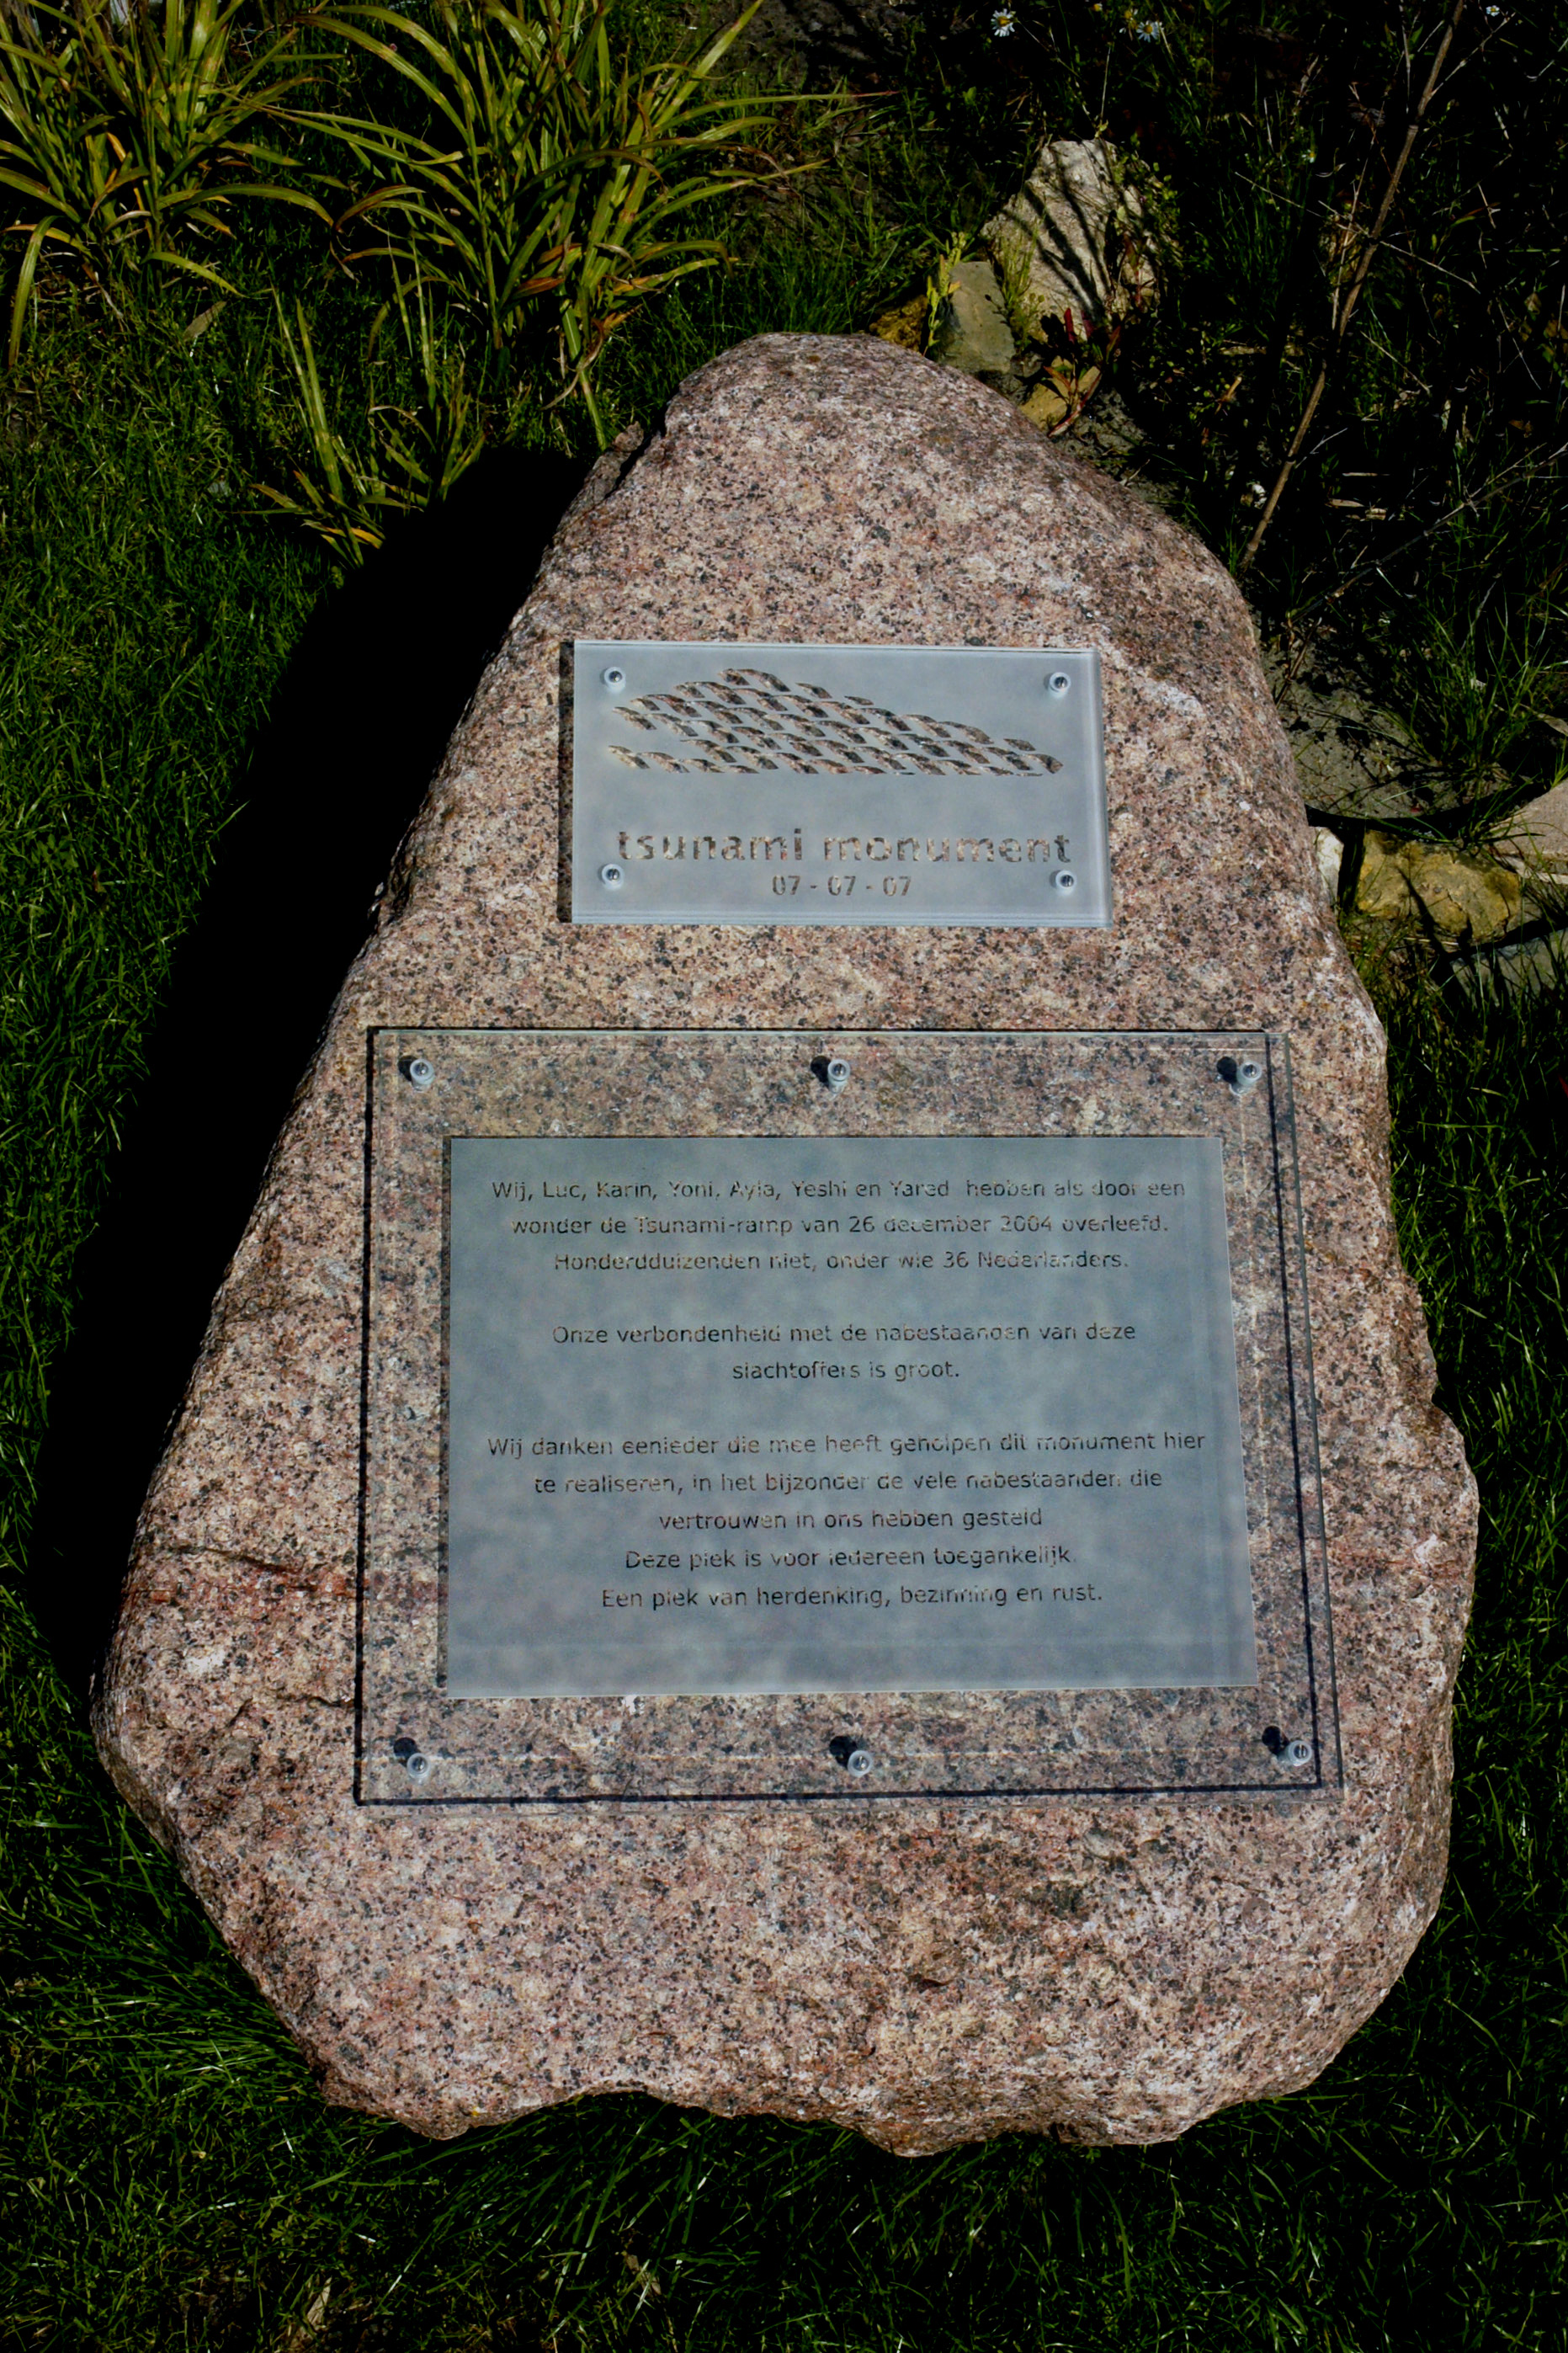 tsunami monument
07 - 07 - 07
Wij, Luc, Karin, Yoni, Ayla, Yeshi en Yared hebben als door een
wonder de Tsunami-ramp van 26 december 2004 overleefd.
Honderdduizenden niet, onder wie 36 Nederlanders.
Onze verbondenheid met de nabestaanden van deze
slachtoffers is groot.
Wij danken eenieder die mee heeft geholpen dit monument hier
te realiseren, in het bijzonder de vele nabestaanden die
vertrouwen in ons hebben gesteld
Deze plek is voor iedereen toegankelijk.
Een plek van herdenking, bezinning en rust.